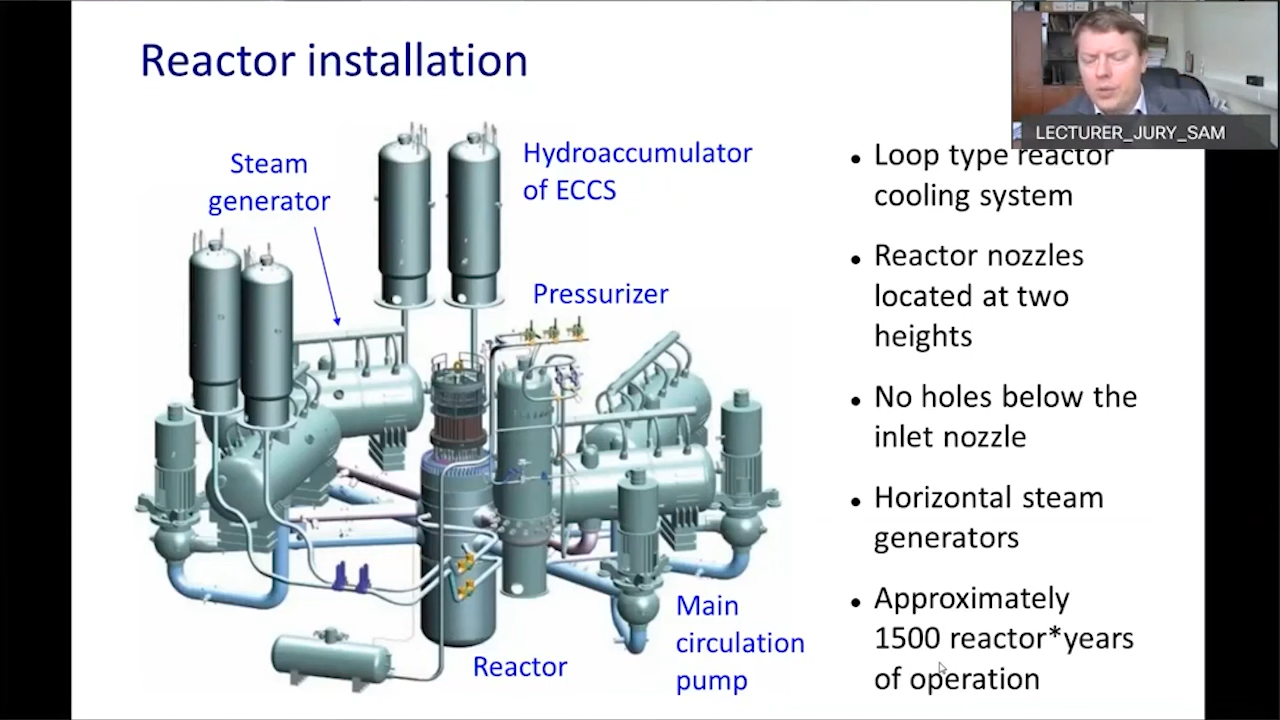 Reactor installation
LECTURER_JURY_SAM
Steam
generator
Hydroaccumulator
of ECCS
Pressurizer
Reactor
Main
circulation
pump
• Loop type reactor
cooling system
• Reactor nozzles
located at two
heights
• No holes below the
inlet nozzle
• Horizontal steam
generators
• Approximately
1500 reactor*years
of operation